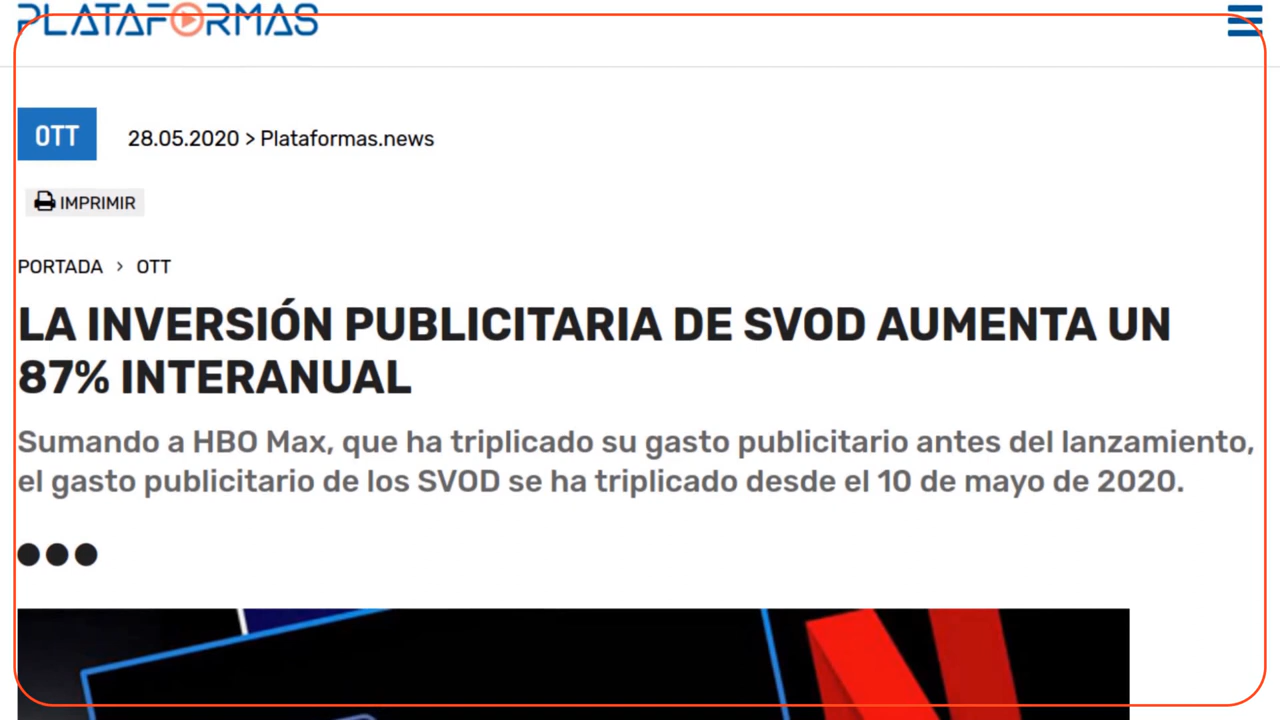 PLATAFORMAS
OTT
28.05.2020 > Plataformas.news
IMPRIMIR
PORTADA > OTT
LA INVERSIÓN PUBLICITARIA DE SVOD AUMENTA UN
87% INTERANUAL
Sumando a HBO Max, que ha triplicado su gasto publicitario antes del lanzamiento,
el gasto publicitario de los SVOD se ha triplicado desde el 10 de mayo de 2020.